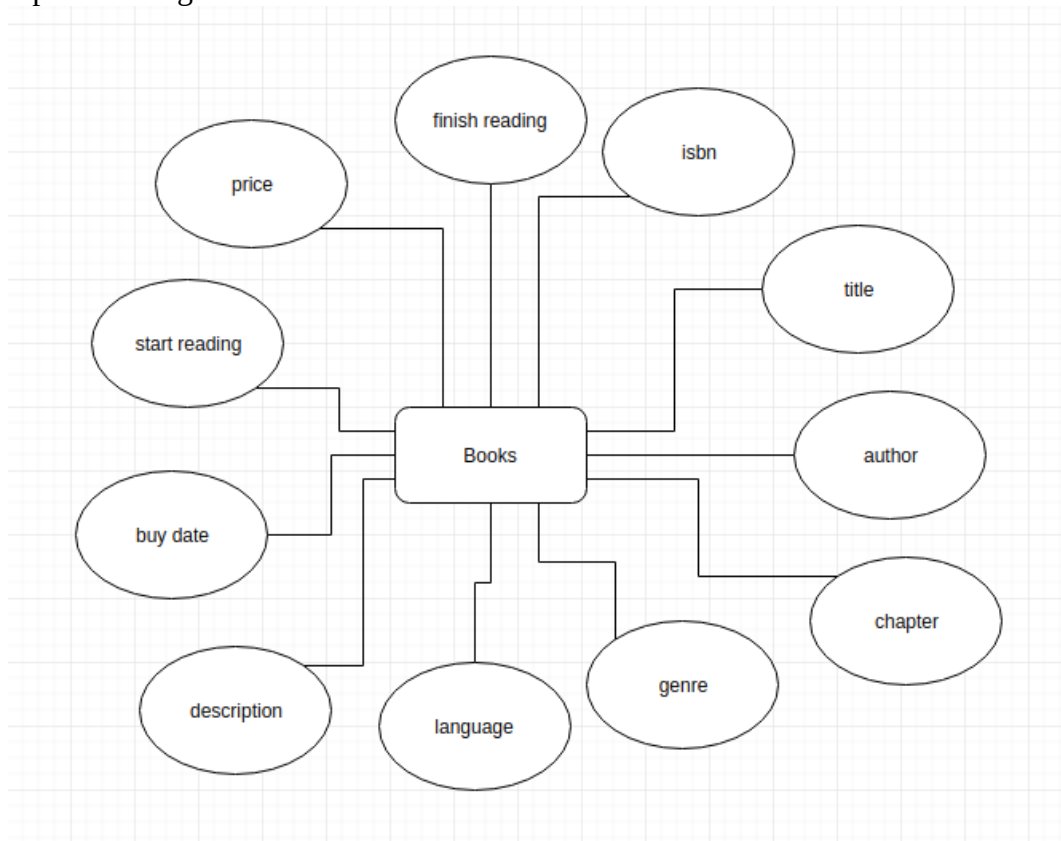 finish reading
isbn
price
title
start reading
Books
author
buy date
chapter
genre
description
language